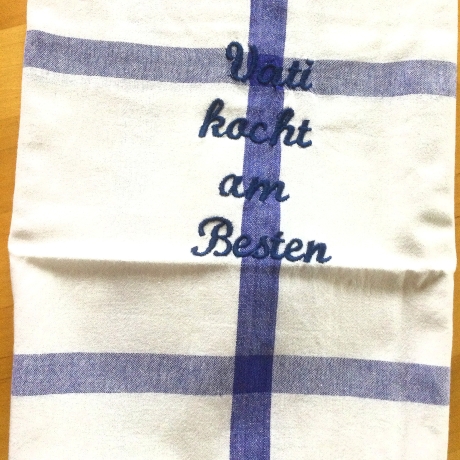 Vati
kocht
am
Besten